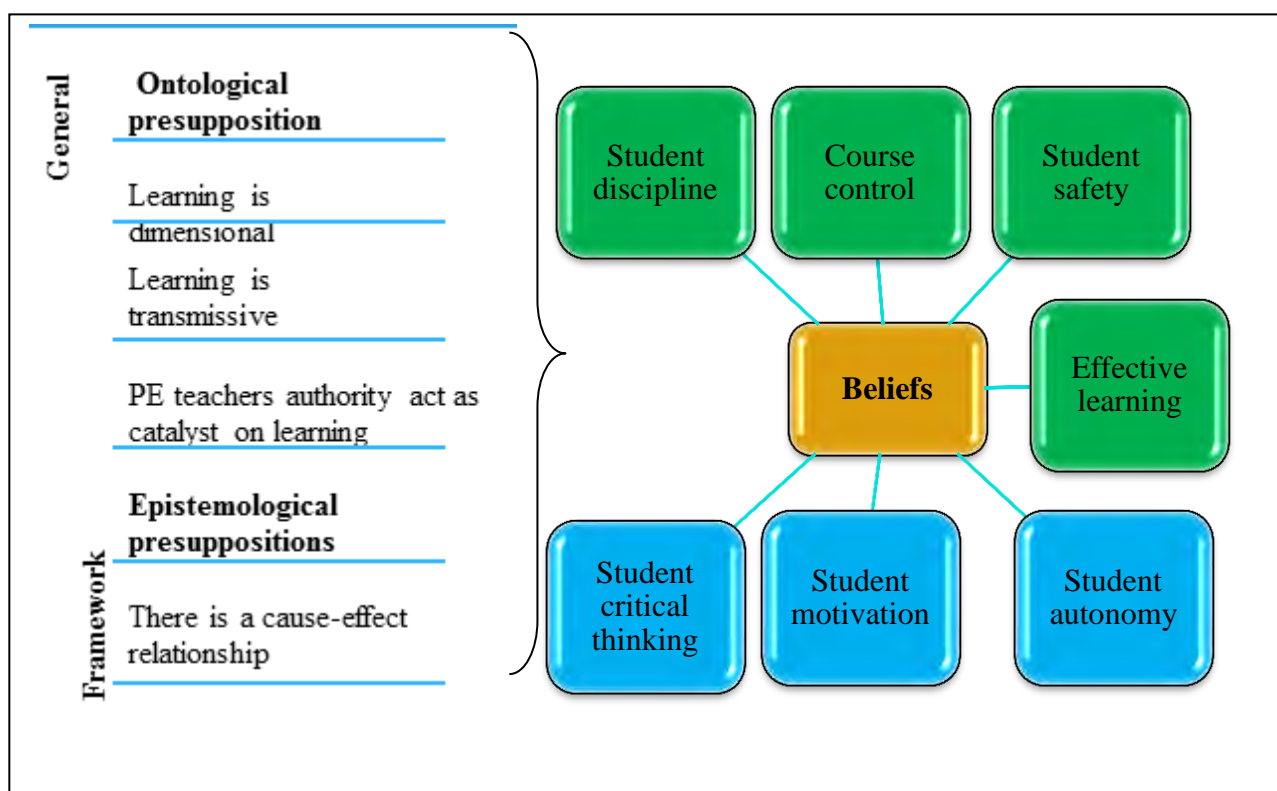 General
Ontological
presupposition
Learning is
dimensional
Learning is
transmissive
PE teachers authority act as
catalyst on learning
Epistemological
presuppositions
Framework
There is a cause-effect
relationship
Student
discipline
Course
control
Student
safety
Beliefs
Effective
learning
Student
critical
thinking
Student
motivation
Student
autonomy